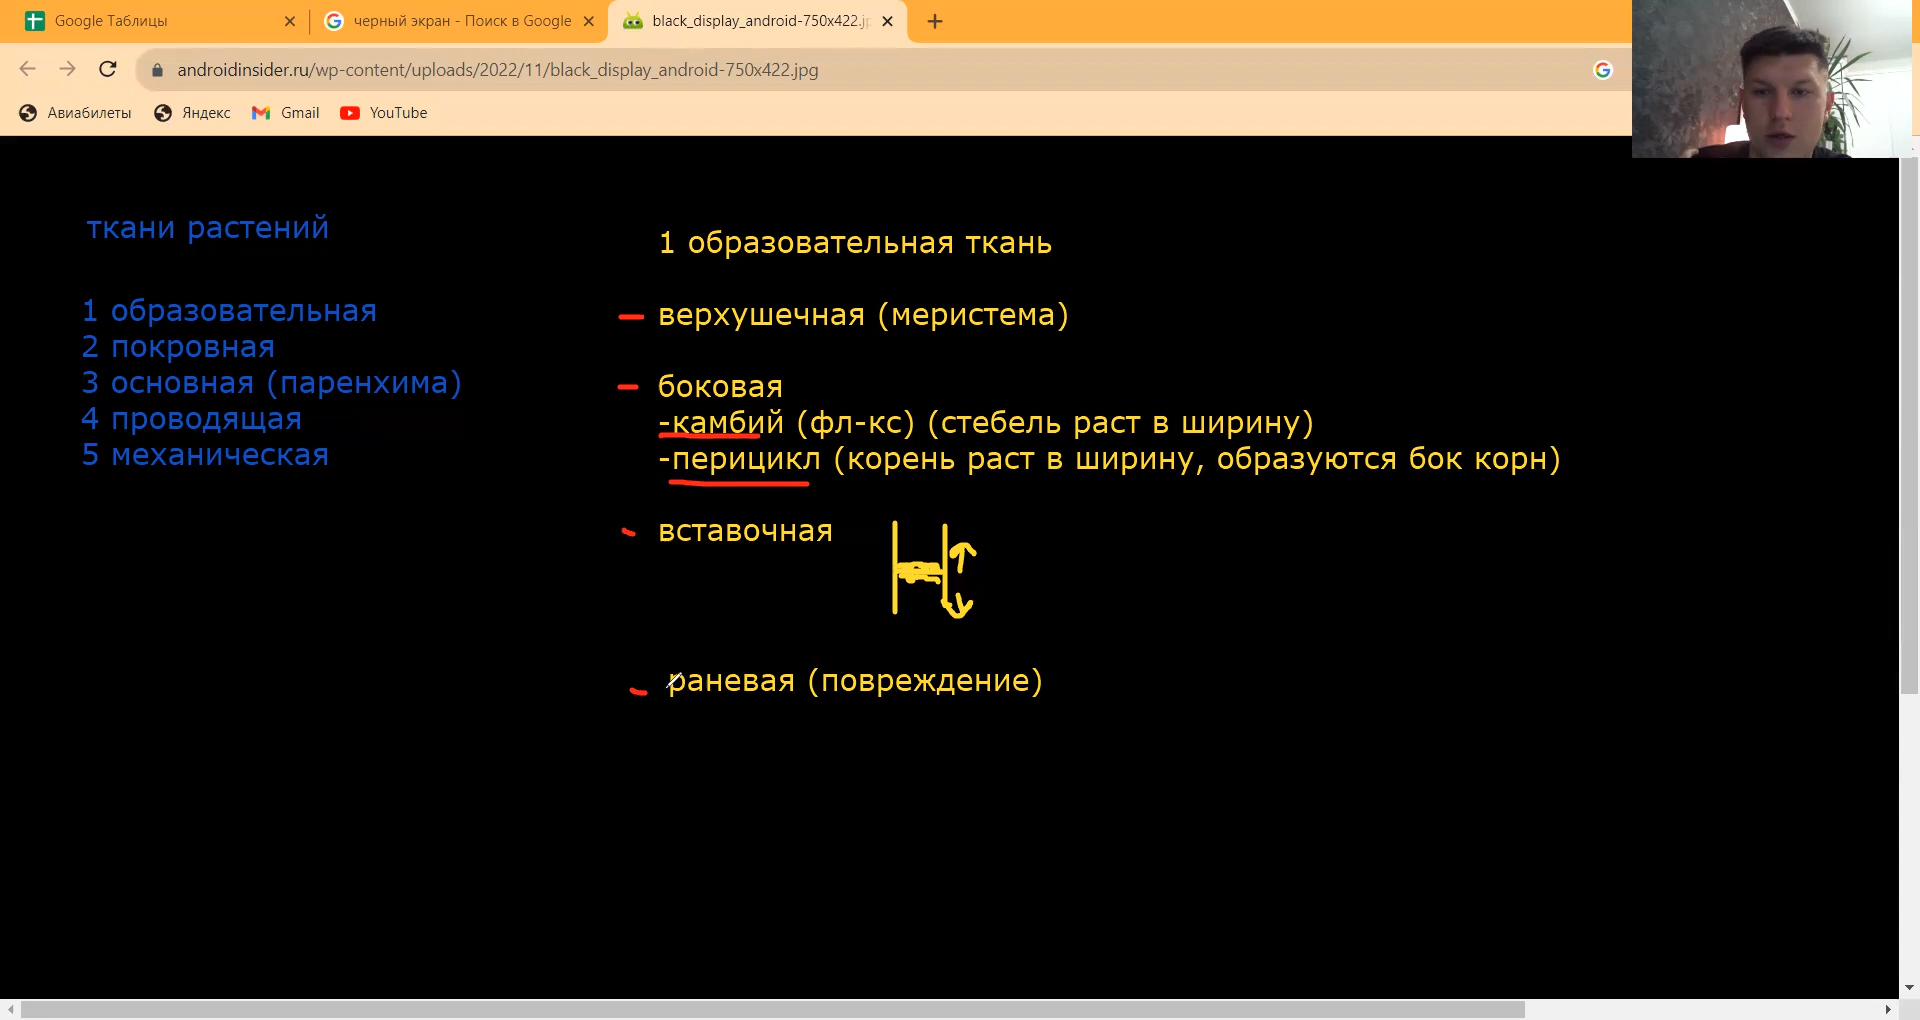 Google Таблицы
черный экран - Поиск в Google
black_display_android-750x422.j
androidinsider.ru/wp-content/uploads/2022/11/black_display_android-750x422.jpg
Авиабилеты
Яндекс
Gmail
YouTube
ткани растений
1 образовательная
2 покровная
3 основная (паренхима)
4 проводящая
5 механическая
1 образовательная ткань
верхушечная (меристема)
боковая
-камбий (фл-кс) (стебель раст в ширину)
-перицикл (корень раст в ширину, образуются бок корн)
вставочная
раневая (повреждение)